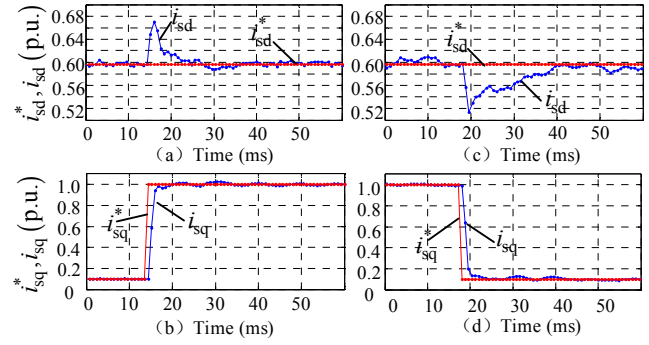 i*sd, isd (p.u.)
0.68
0.64
0.60
0.56
0.52
isd
i*sd
0 10 20 30 40 50
(a) Time (ms)
0.68
0.64
0.60
0.56
0.52
i*sd
isd
0 10 20 30 40 50
(c) Time (ms)
i*sq, isq (p.u.)
1.0
0.8
0.6
0.4
0.2
0
i*sq
isq
0 10 20 30 40 50 60
(b) Time (ms)
1.0
0.8
0.6
0.4
0.2
0
i*sq
isq
0 10 20 30 40 50
(d) Time (ms)